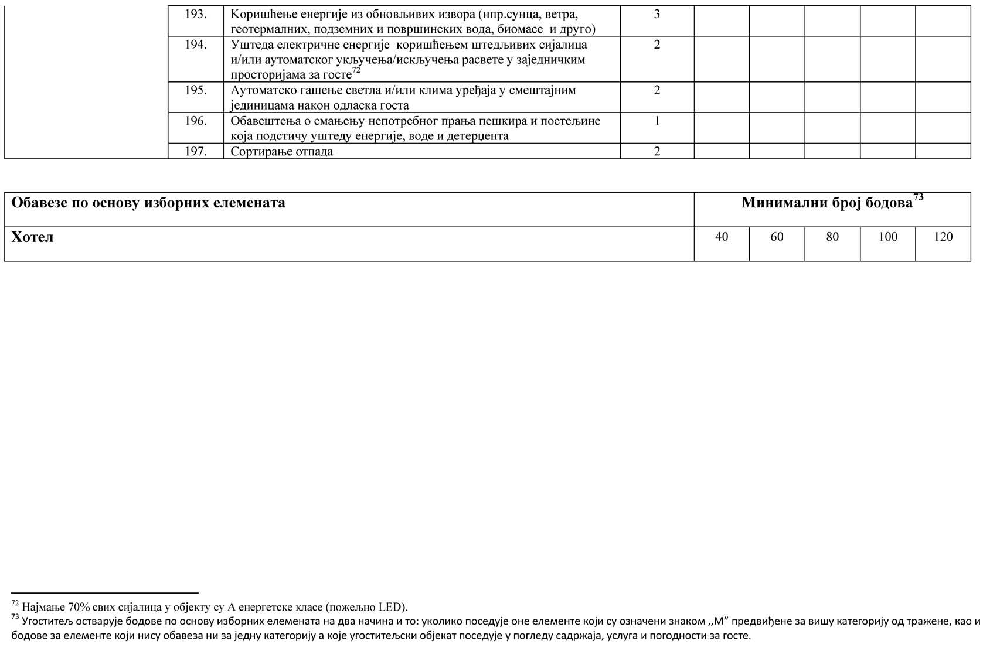 193. Коришћење енергије из обновљивих извора (нпр.сунца, ветра, 3
геотермалних, подземних и површинских вода, биомасе и друго)
194. Уштеда електричне енергије коришћењем штедљивих сијалица 2
и/или аутоматског укључења/искључења расвете у заједничким
просторијама за госте72
195. Аутоматско гашење светла и/или клима уређаја у смештајним 2
јединицама након одласка госта
196. Обавештења о смањењу непотребног прања пешкира и постељине 1
која подстичу уштеду енергије, воде и детерџента
197. Сортирање отпада 2
Обавезе по основу изборних елемената Минимални број бодова73
Хотел 40 60 80 100 120
72 Најмање 70% свих сијалица у објекту су А енергетске класе (пожељно LED).
73 Угоститељ остварује бодове по основу изборних елемената на два начина и то: уколико поседује оне елементе који су означени знаком ,,М” предвиђене за вишу категорију од тражене, као и
бодове за елементе који нису обавеза ни за једну категорију а које угоститељски објекат поседује у погледу садржаја, услуга и погодности за госте.